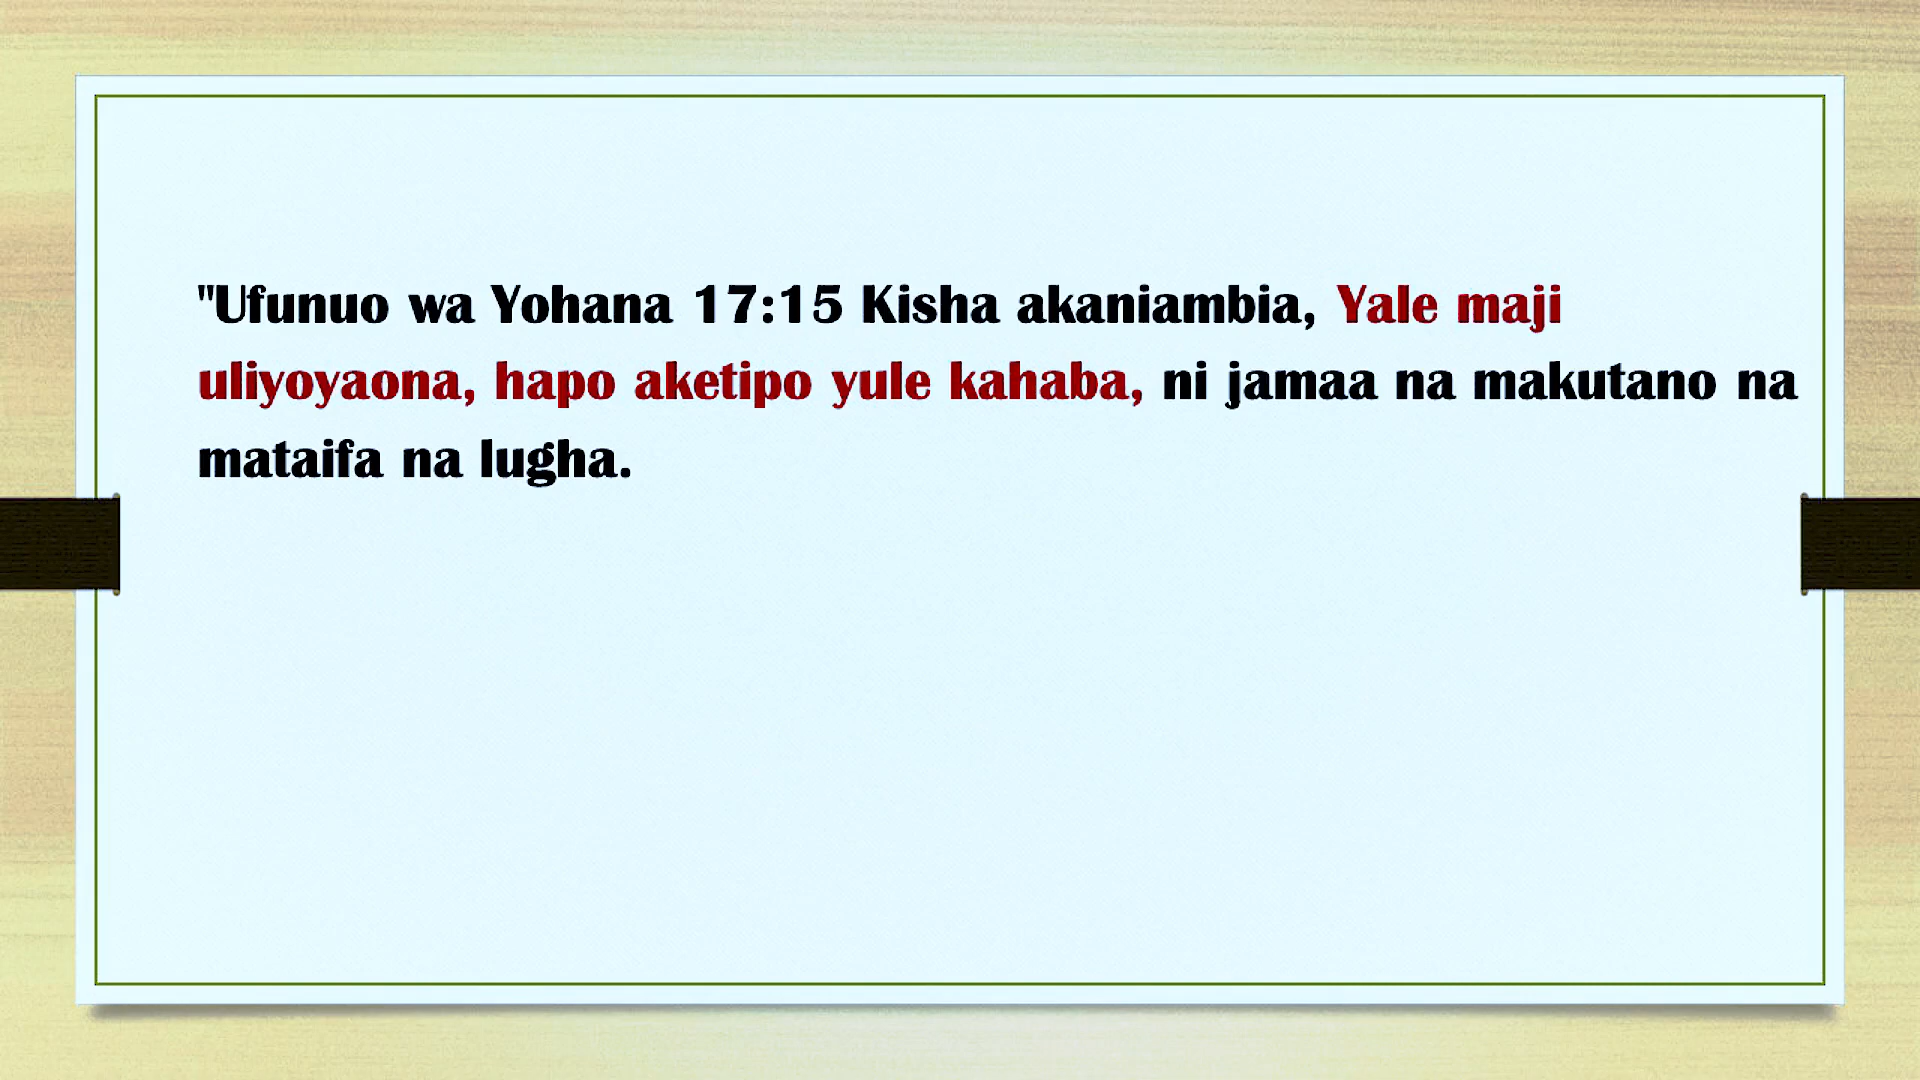 "Ufunuo wa Yohana 17:15 Kisha akaniambia, Yale maji
uliyoyaona, hapo aketipo yule kahaba, ni jamaa na makutano na
mataifa na lugha.